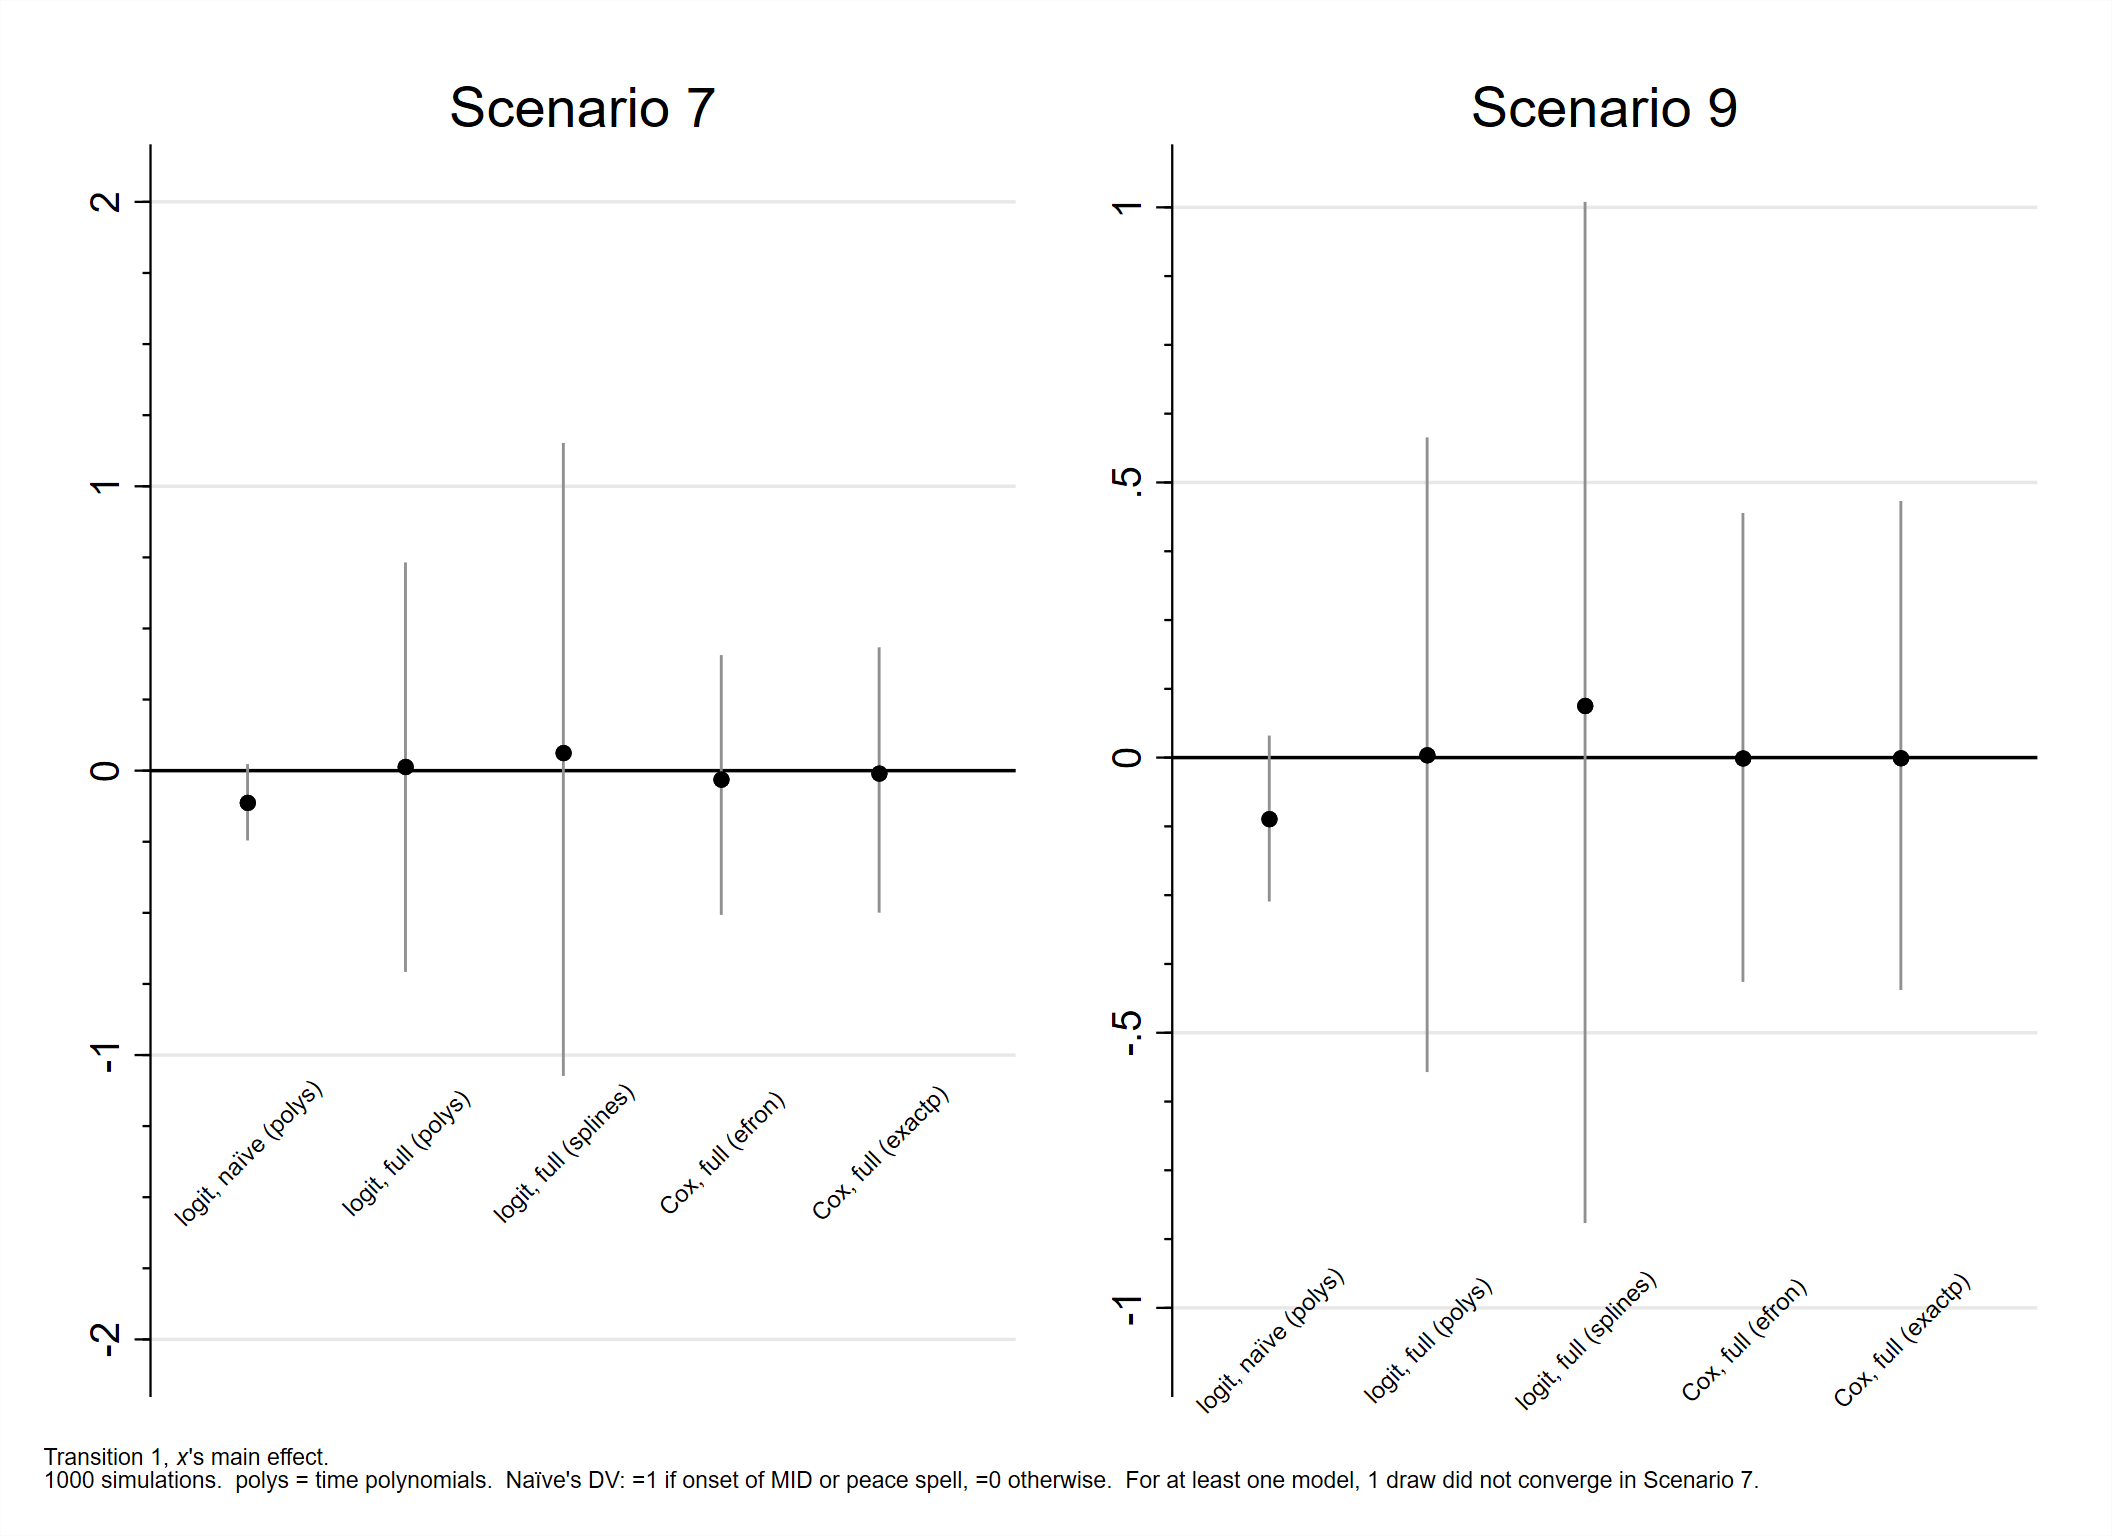 Scenario 7
2
1
0
-1
-2
logit, naïve (polys)
logit, full (polys)
logit, full (splines)
Cox, full (efron)
Cox, full (exactp)
Scenario 9
1
.5
0
-.5
-1
logit, naïve (polys)
logit, full (polys)
logit, full (splines)
Cox, full (efron)
Cox, full (exactp)
Transition 1, x's main effect.
1000 simulations.  polys = time polynomials.  Naïve's DV: =1 if onset of MID or peace spell, =0 otherwise.  For at least one model, 1 draw did not converge in Scenario 7.